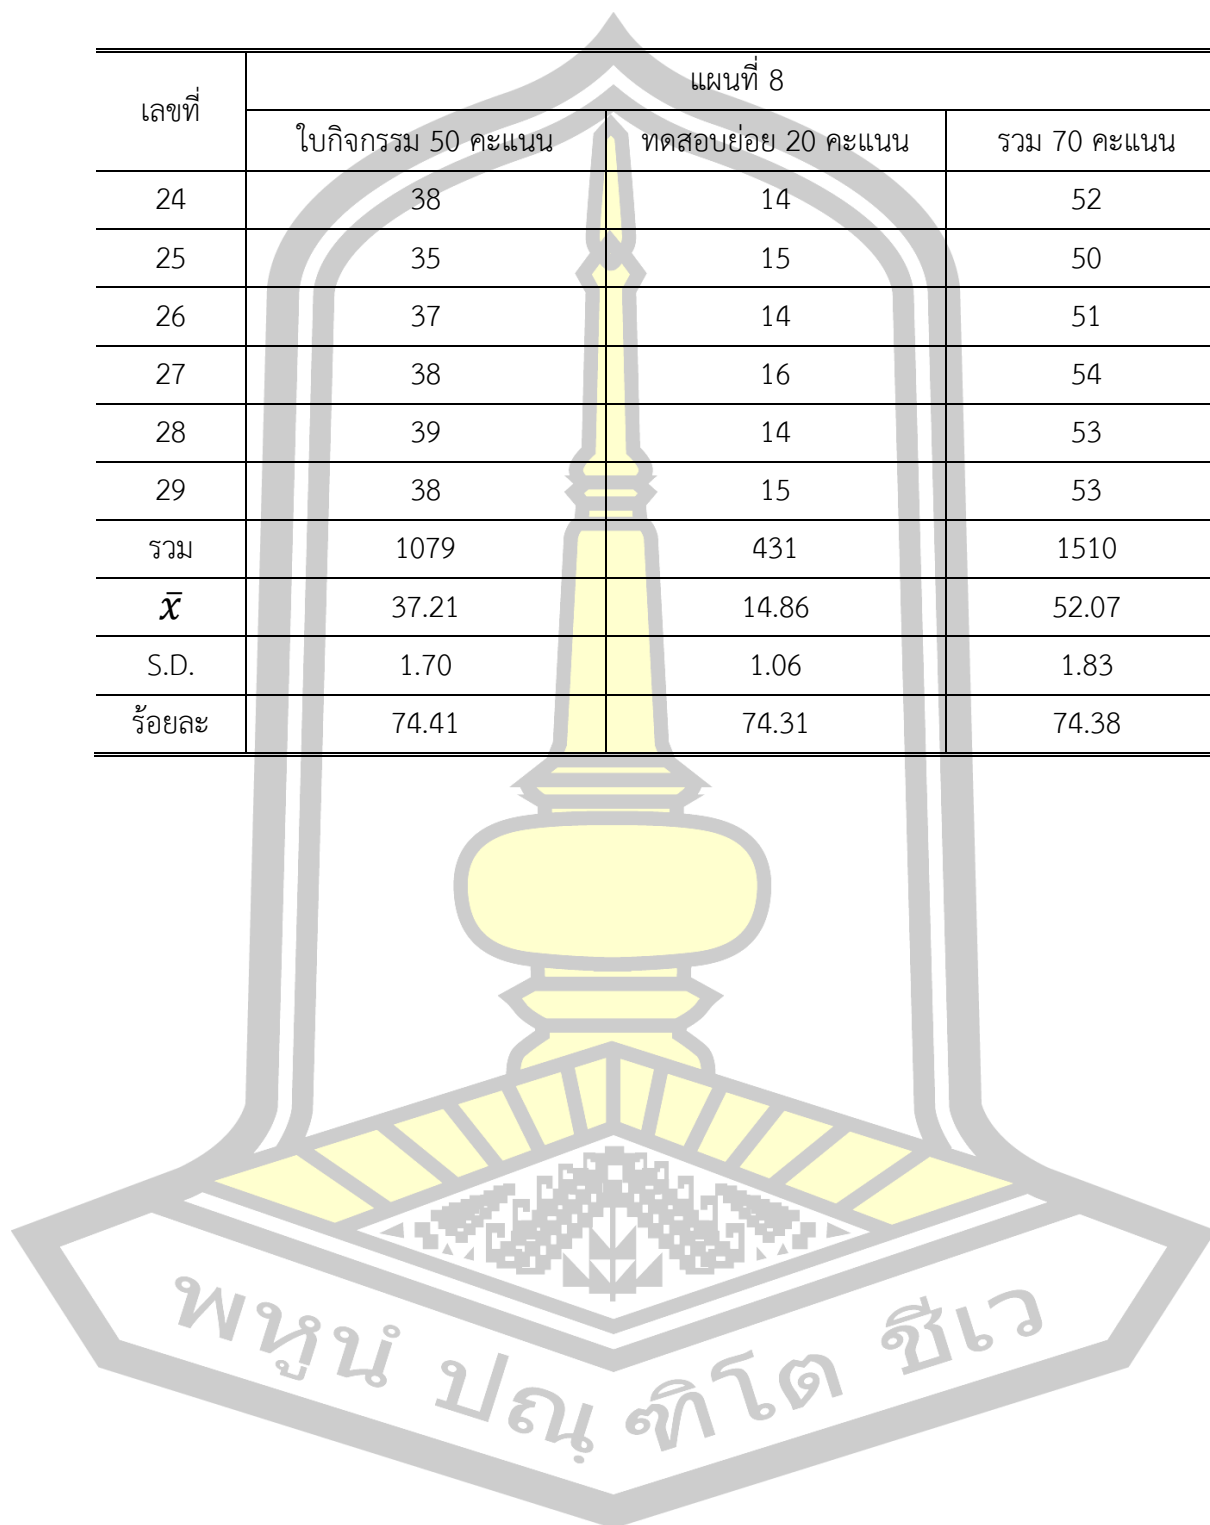 แผนที่ 8
เลขที่
ใบกิจกรรม 50 คะแนน ทดสอบย่อย 20 คะแนน รวม 70 คะแนน
24 38 14 52
25 35 15 50
26 37 14 51
27 38 16 54
28 39 14 53
29 38 15 53
รวม 1079 431 1510
x̄ 37.21 14.86 52.07
S.D. 1.70 1.06 1.83
ร้อยละ 74.41 74.31 74.38
พหูนํ ปณฺฑิโต ชีเว